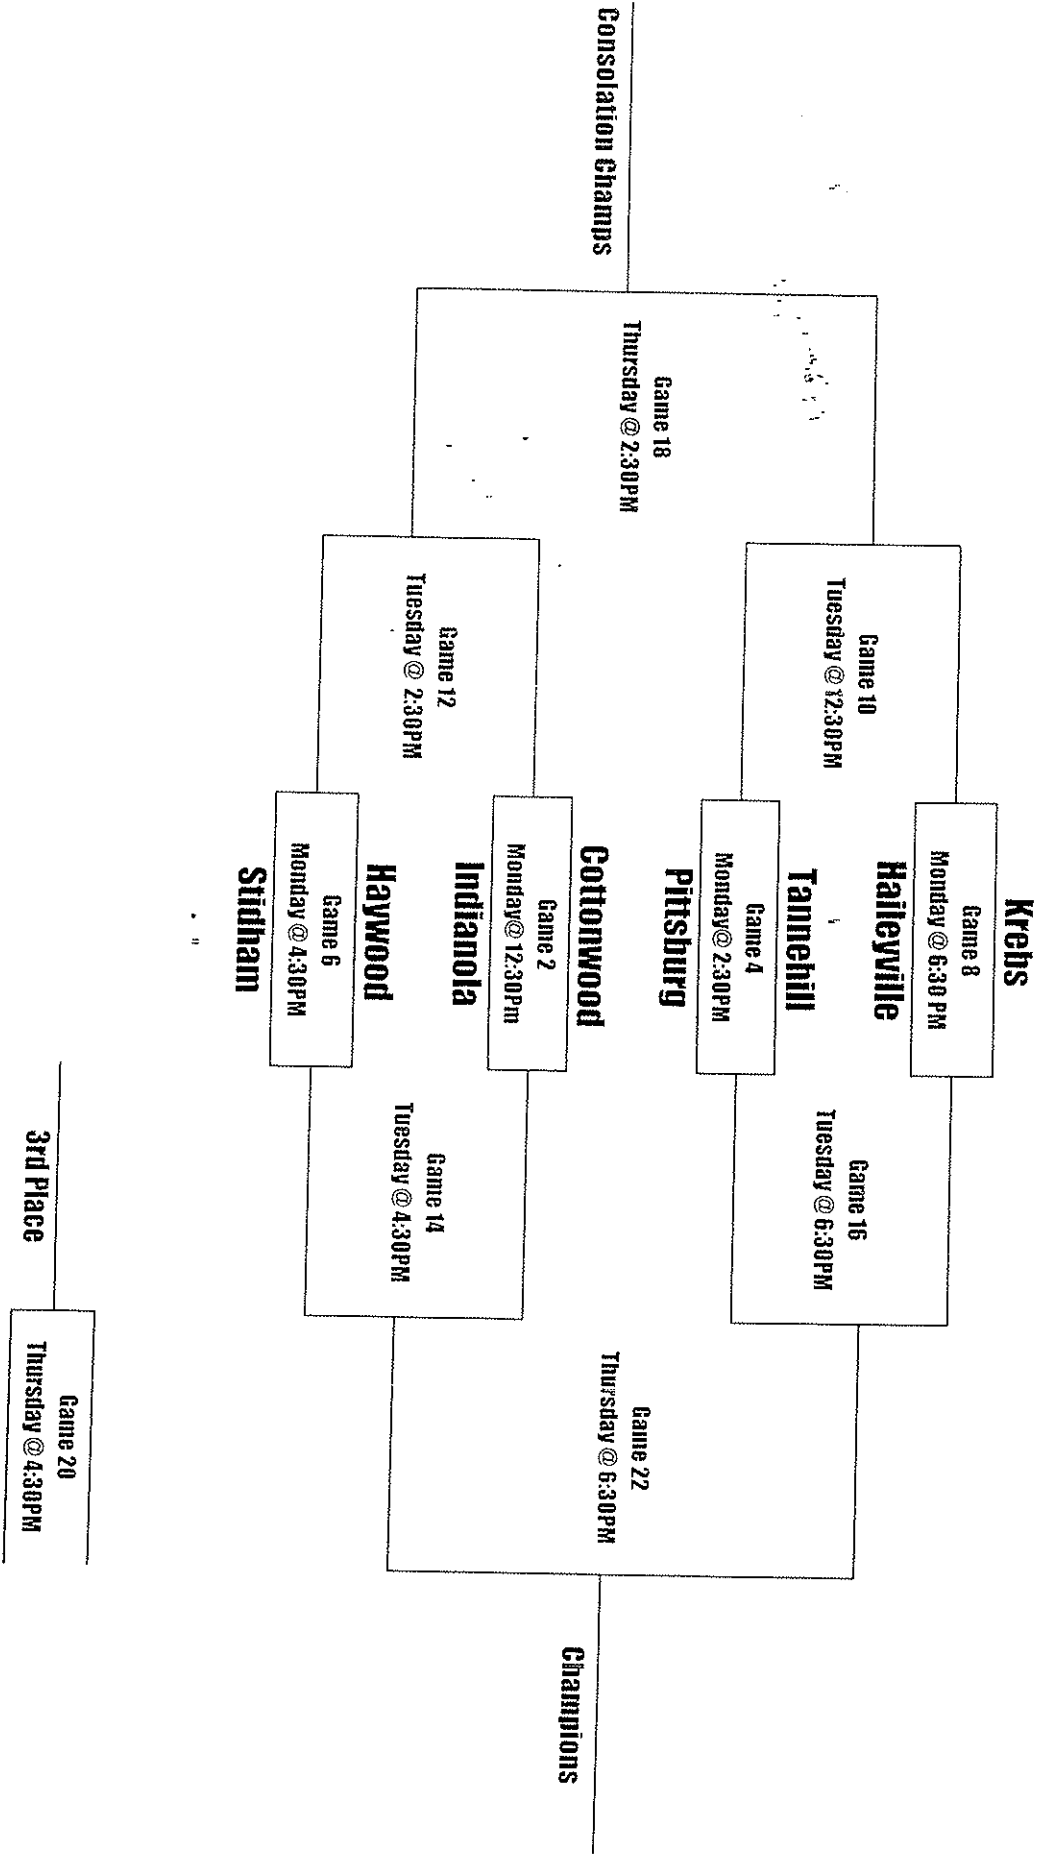 Krebs
Game 8
Monday @ 6:30 PM
Haileyville
Game 10
Tuesday @ 12:30PM
Game 16
Tuesday @ 6:30PM
Tannehill
Game 4
Monday@ 2:30PM
Pittsburg
Game 18
Thursday @ 2:30PM
Consolation Champs
Game 22
Thursday @ 6:30PM
Champions
Cottonwood
Game 2
Monday@ 12:30Pm
Indianola
Game 12
Tuesday @ 2:30PM
Game 14
Tuesday @ 4:30PM
Haywood
Game 6
Monday @ 4:30PM
Stidham
Game 20
Thursday @ 4:30PM
3rd Place